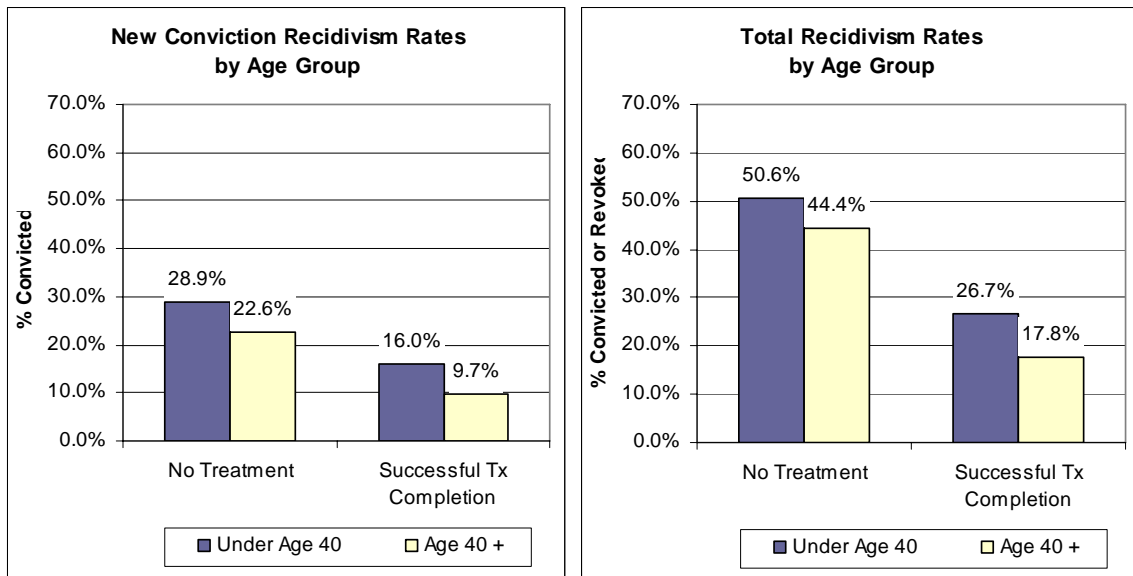 New Conviction Recidivism Rates
by Age Group
70.0%
60.0%
50.0%
40.0%
30.0%
20.0%
10.0%
0.0%
% Convicted
28.9%
22.6%
16.0%
9.7%
No Treatment
Successful Tx
Completion
Under Age 40
Age 40 +
Total Recidivism Rates
by Age Group
70.0%
60.0%
50.0%
40.0%
30.0%
20.0%
10.0%
0.0%
% Convicted or Revoked
50.6%
44.4%
26.7%
17.8%
No Treatment
Successful Tx
Completion
Under Age 40
Age 40 +